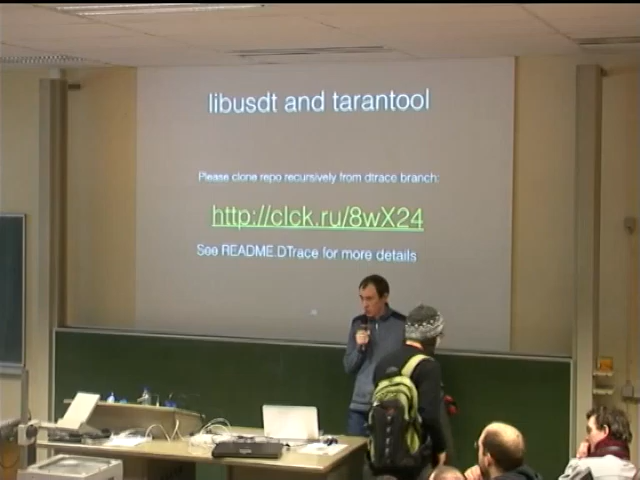 libusdt and tarantool
Please clone repo recursively from dtrace branch:
http://clck.ru/8wX24
See README.DTrace for more details